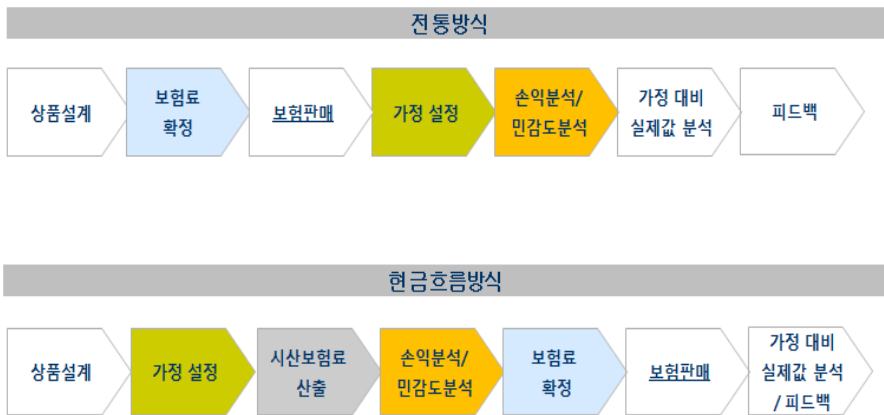 전통방식
상품설계
보험료
확정
보험판매
가정 설정
손익분석/
민감도분석
가정 대비
실제값 분석
피드백
현금흐름방식
상품설계
가정 설정
시산보험료
산출
손익분석/
민감도분석
보험료
확정
보험판매
가정 대비
실제값 분석
/ 피드백